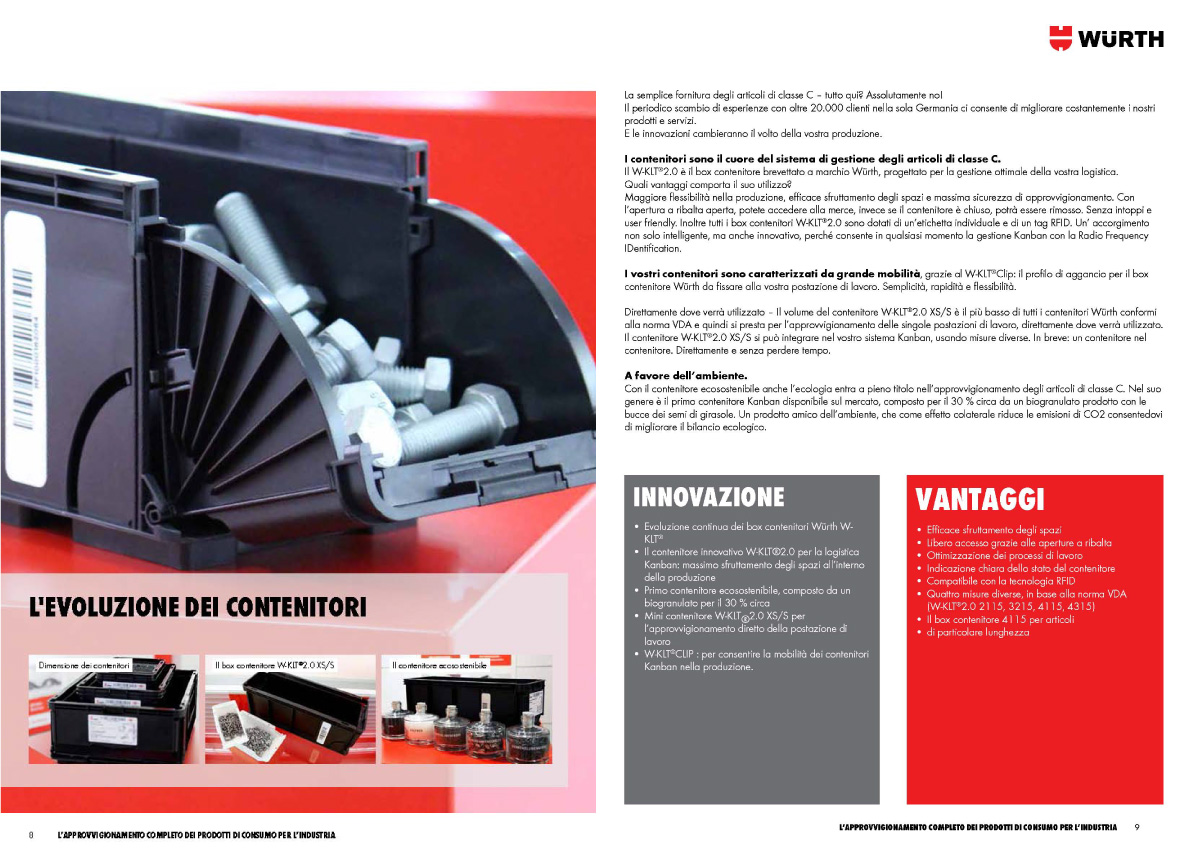 WÜRTH
L'EVOLUZIONE DEI CONTENITORI
Dimensione dei contenitori
Il box contenitore W-KLT®2.0 XS/S
Il contenitore ecosostenibile
8 L'APPROVVIGIONAMENTO COMPLETO DEI PRODOTTI DI CONSUMO PER L'INDUSTRIA
La semplice fornitura degli articoli di classe C – tutto qui? Assolutamente no!
Il periodico scambio di esperienze con oltre 20.000 clienti nella sola Germania ci consente di migliorare costantemente i nostri
prodotti e servizi.
E le innovazioni cambieranno il volto della vostra produzione.
I contenitori sono il cuore del sistema di gestione degli articoli di classe C.
Il W-KLT®2.0 è il box contenitore brevettato a marchio Würth, progettato per la gestione ottimale della vostra logistica.
Quali vantaggi comporta il suo utilizzo?
Maggiore flessibilità nella produzione, efficace sfruttamento degli spazi e massima sicurezza di approvvigionamento. Con
l'apertura a ribalta aperta, potete accedere alla merce, invece se il contenitore è chiuso, potrà essere rimosso. Senza intoppi e
user friendly. Inoltre tutti i box contenitori W-KLT®2.0 sono dotati di un'etichetta individuale e di un tag RFID. Un' accorgimento
non solo intelligente, ma anche innovativo, perché consente in qualsiasi momento la gestione Kanban con la Radio Frequency
IDentification.
I vostri contenitori sono caratterizzati da grande mobilità, grazie al W-KLT®Clip: il profilo di aggancio per il box
contenitore Würth da fissare alla vostra postazione di lavoro. Semplicità, rapidità e flessibilità.
Direttamente dove verrà utilizzato – Il volume del contenitore W-KLT®2.0 XS/S è il più basso di tutti i contenitori Würth conformi
alla norma VDA e quindi si presta per l'approvvigionamento delle singole postazioni di lavoro, direttamente dove verrà utilizzato.
Il contenitore W-KLT®2.0 XS/S si può integrare nel vostro sistema Kanban, usando misure diverse. In breve: un contenitore nel
contenitore. Direttamente e senza perdere tempo.
A favore dell'ambiente.
Con il contenitore ecosostenibile anche l'ecologia entra a pieno titolo nell'approvvigionamento degli articoli di classe C. Nel suo
genere è il primo contenitore Kanban disponibile sul mercato, composto per il 30 % circa da un biogranulato prodotto con le
bucce dei semi di girasole. Un prodotto amico dell'ambiente, che come effetto colaterale riduce le emisioni di CO2 consentedovi
di migliorare il bilancio ecologico.
INNOVAZIONE
• Evoluzione continua dei box contenitori Würth W-
KLT®
• Il contenitore innovativo W-KLT®2.0 per la logistica
Kanban: massimo sfruttamento degli spazi all'interno
della produzione
• Primo contenitore ecosostenibile, composto da un
biogranulato per il 30 % circa
• Mini contenitore W-KLT®2.0 XS/S per
l'approvvigionamento diretto della postazione di
lavoro
• W-KLT®CLIP : per consentire la mobilità dei contenitori
Kanban nella produzione.
VANTAGGI
• Efficace sfruttamento degli spazi
• Libero accesso grazie alle aperture a ribalta
• Ottimizzazione dei processi di lavoro
• Indicazione chiara dello stato del contenitore
• Compatibile con la tecnologia RFID
• Quattro misure diverse, in base alla norma VDA
(W-KLT®2.0 2115, 3215, 4115, 4315)
• Il box contenitore 4115 per articoli
• di particolare lunghezza
L'APPROVVIGIONAMENTO COMPLETO DEI PRODOTTI DI CONSUMO PER L'INDUSTRIA 9